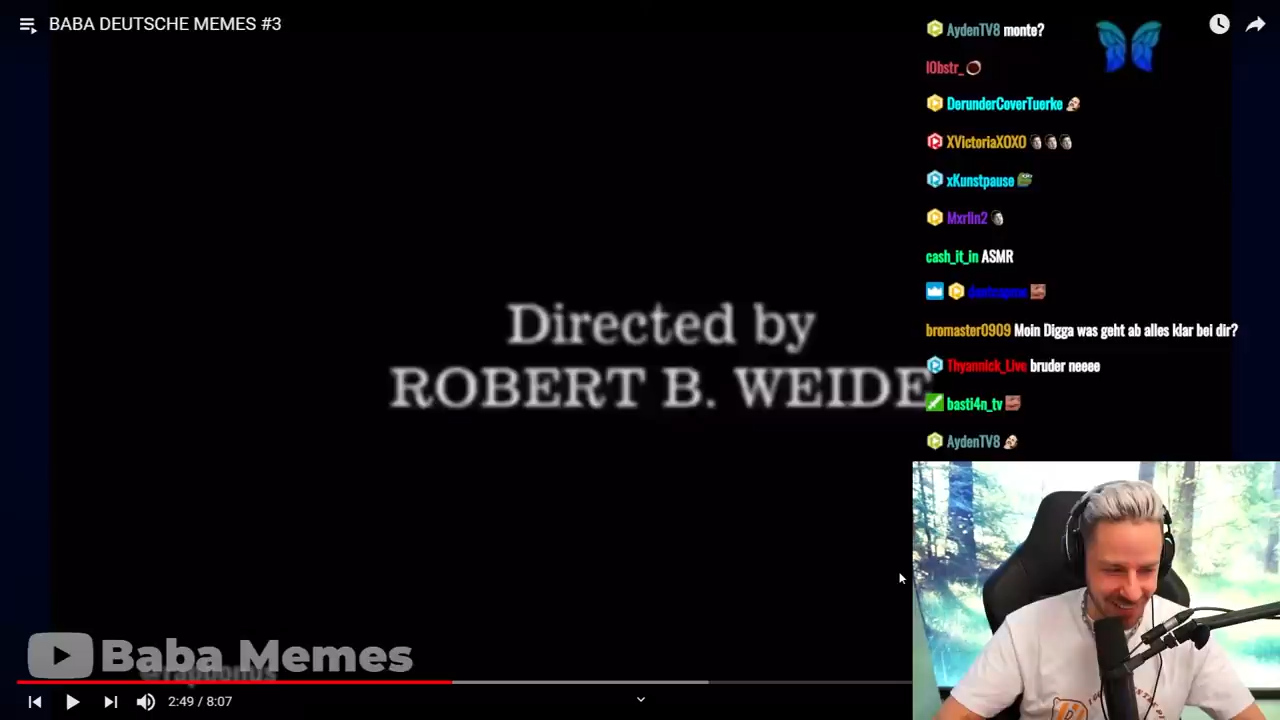 BABA DEUTSCHE MEMES #3
AydenTV8 monte?
l0bstr_
DerunderCoverTuerke
XVictoriaXOXO
xKunstpause
Mxrlin2
cash_it_in ASMR
bromaster0909 Moin Digga was geht ab alles klar bei dir?
Thyannick_Live bruder neeee
basti4n_tv
AydenTV8
Directed by
ROBERT B. WEIDE
Baba Memes
2:49 / 8:07